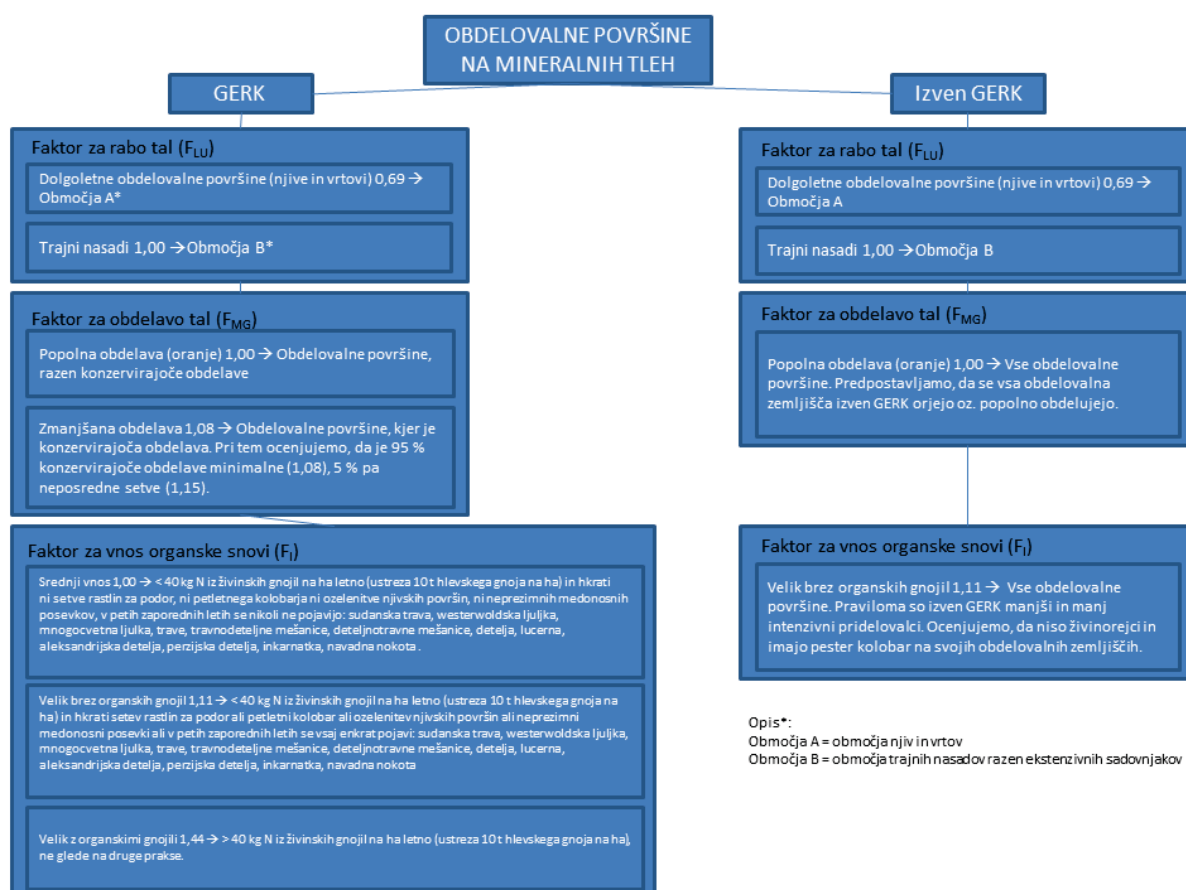 OBDELOVALNE POVRŠINE
NA MINERALNIH TLEH
GERK
Faktor za rabo tal (FLU)
Dolgoletne obdelovalne površine (njive in vrtovi) 0,69 →
Območja A*
Trajni nasadi 1,00 → Območja B*
Faktor za obdelavo tal (FMG)
Popolna obdelava (oranje) 1,00 → Obdelovalne površine,
razen konzervirajoče obdelave
Zmanjšana obdelava 1,08 → Obdelovalne površine, kjer je
konzervirajoča obdelava. Pri tem ocenjujemo, da je 95 %
konzervirajoče obdelave minimalne (1,08), 5 % pa
neposredne setve (1,15).
Faktor za vnos organske snovi (FI)
Srednji vnos 1,00 → < 40 kg N iz živinskih gnojil na ha letno (ustreza 10 t hlevskega gnoja na ha) in hkrati
ni setve rastlin za podor, ni petletnega kolobarja ni ozelenitve njivskih površin, ni neprezimnih medonosnih
posevkov, v petih zaporednih letih se nikoli ne pojavijo: sudanska trava, westerwoldska ljuljka,
mnogocvetna ljulka, trave, travnodeteljne mešanice, deteljnotravne mešanice, detelja, lucerna,
aleksandrijska detelja, perzijska detelja, inkarnatka, navadna nokota .
Velik brez organskih gnojil 1,11 → < 40 kg N iz živinskih gnojil na ha letno (ustreza 10 t hlevskega gnoja na
ha) in hkrati setev rastlin za podor ali petletni kolobar ali ozelenitev njivskih površin ali neprezimni
medonosni posevki ali v petih zaporednih letih se vsaj enkrat pojavi: sudanska trava, westerwoldska ljuljka,
mnogocvetna ljulka, trave, travnodeteljne mešanice, deteljnotravne mešanice, detelja, lucerna,
aleksandrijska detelja, perzijska detelja, inkarnatka, navadna nokota
Velik z organskimi gnojili 1,44 → > 40 kg N iz živinskih gnojil na ha letno (ustreza 10 t hlevskega gnoja na ha),
ne glede na druge prakse.
Izven GERK
Faktor za rabo tal (FLU)
Dolgoletne obdelovalne površine (njive in vrtovi) 0,69 →
Območja A
Trajni nasadi 1,00 → Območja B
Faktor za obdelavo tal (FMG)
Popolna obdelava (oranje) 1,00 → Vse obdelovalne
površine. Predpostavljamo, da se vsa obdelovalna
zemljišča izven GERK orjejo oz. popolno obdelujejo.
Faktor za vnos organske snovi (FI)
Velik brez organskih gnojil 1,11 → Vse obdelovalne
površine. Praviloma so izven GERK manjši in manj
intenzivni pridelovalci. Ocenjujemo, da niso živinorejci in
imajo pester kolobar na svojih obdelovalnih zemljiščih.
Opis*:
Območja A = območja njiv in vrtov
Območja B = območja trajnih nasadov razen ekstenzivnih sadovnjakov